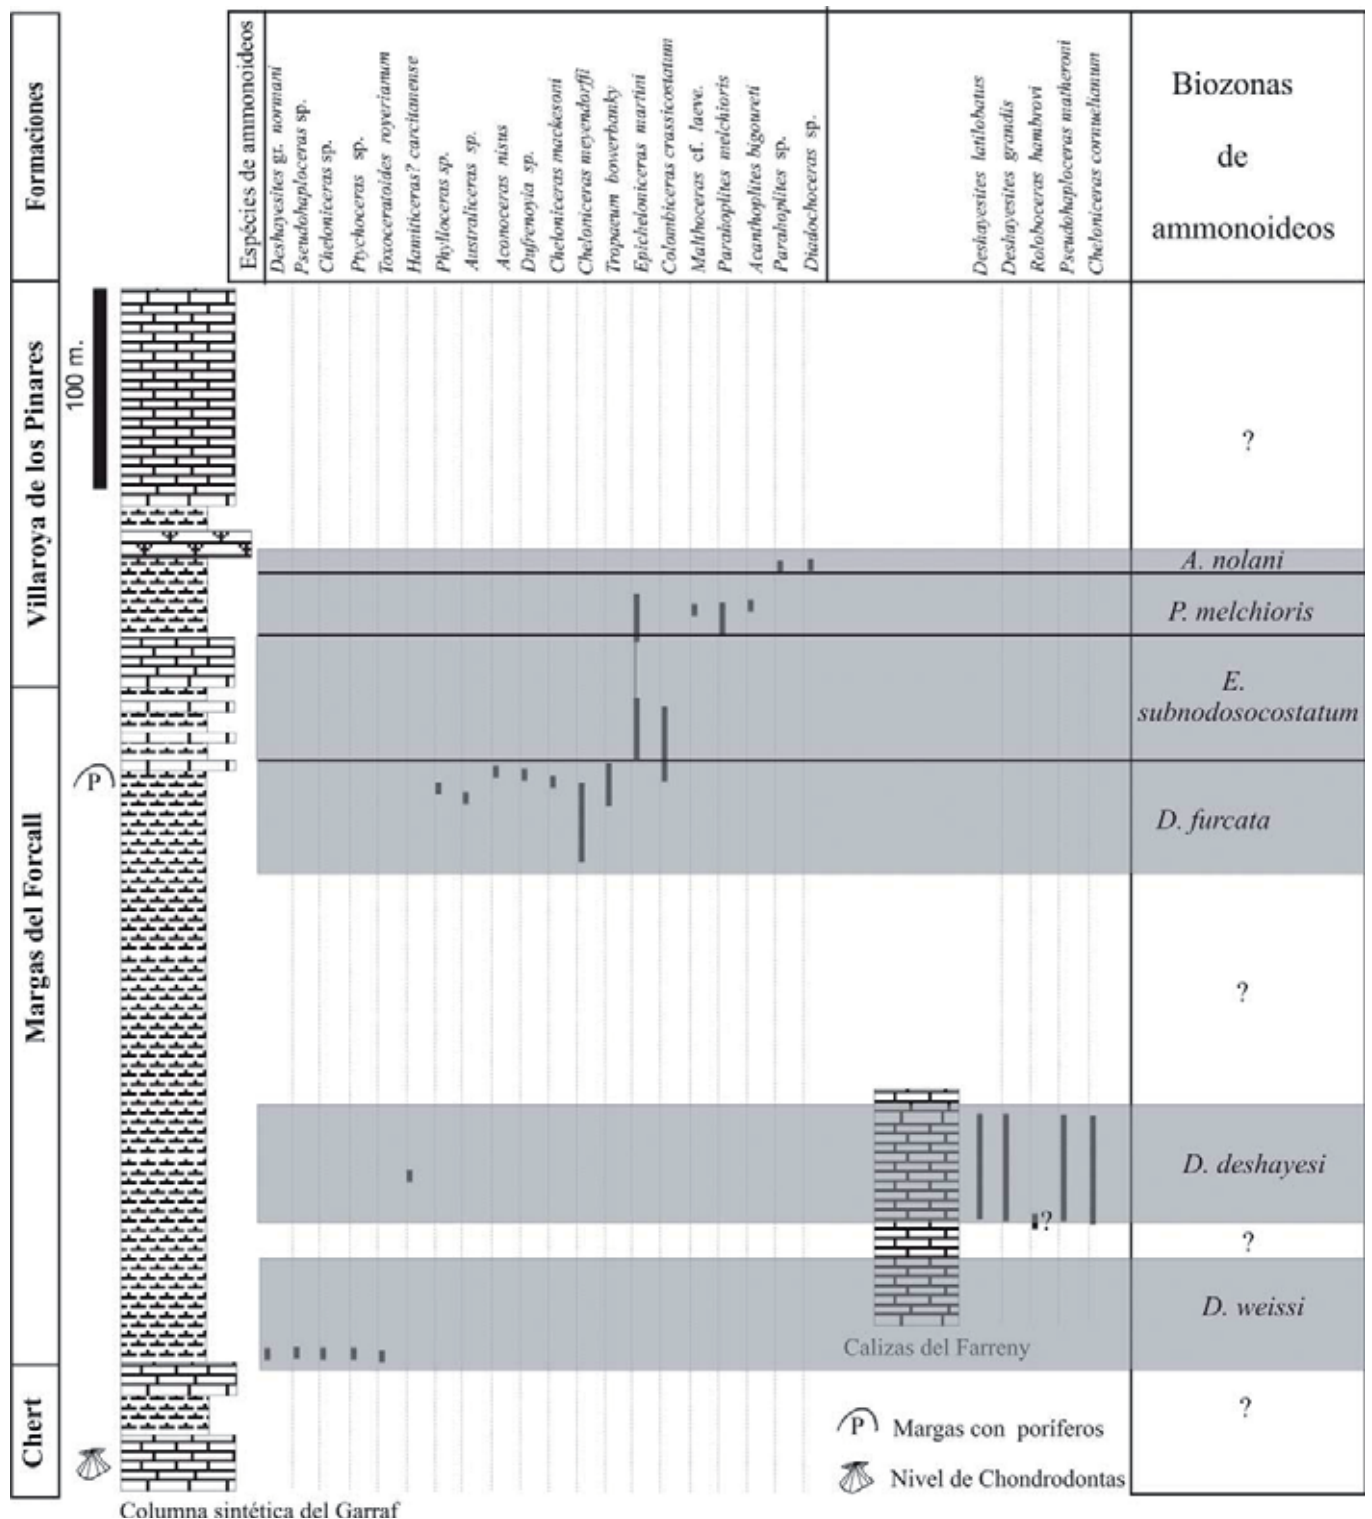 Formaciones
Espécies de ammonoideos
Deshayesites gr. normani
Pseudohaploceras sp.
Cheloniceras sp.
Ptychoceras sp.
Toxoceratoides royerianum
Hamiticeras? carcitanense
Phylloceras sp.
Australiceras sp.
Aconoceras nisus
Dufrenoyia sp.
Cheloniceras mackesoni
Cheloniceras meyendorffi
Tropaeum bowerbanky
Epicheloniceras martini
Colombiceras crassicostatum
Malthoceras cf. laeve.
Parahoplites melchioris
Acanthoplites bigoureti
Parahoplites sp.
Diadochoceras sp.
Deshayesites latilobatus
Deshayesites grandis
Roloboceras hambrovi
Pseudohaploceras matheroni
Cheloniceras cornuelianum
Biozonas
de
ammonoideos
Villaroya de los Pinares
100 m.
?
A. nolani
P. melchioris
E.
subnodosocostatum
Margas del Forcall
P
D. furcata
?
D. deshayesi
?
?
D. weissi
Calizas del Farreny
Chert
?
P Margas con poríferos
Nivel de Chondrodontas
Columna sintética del Garraf